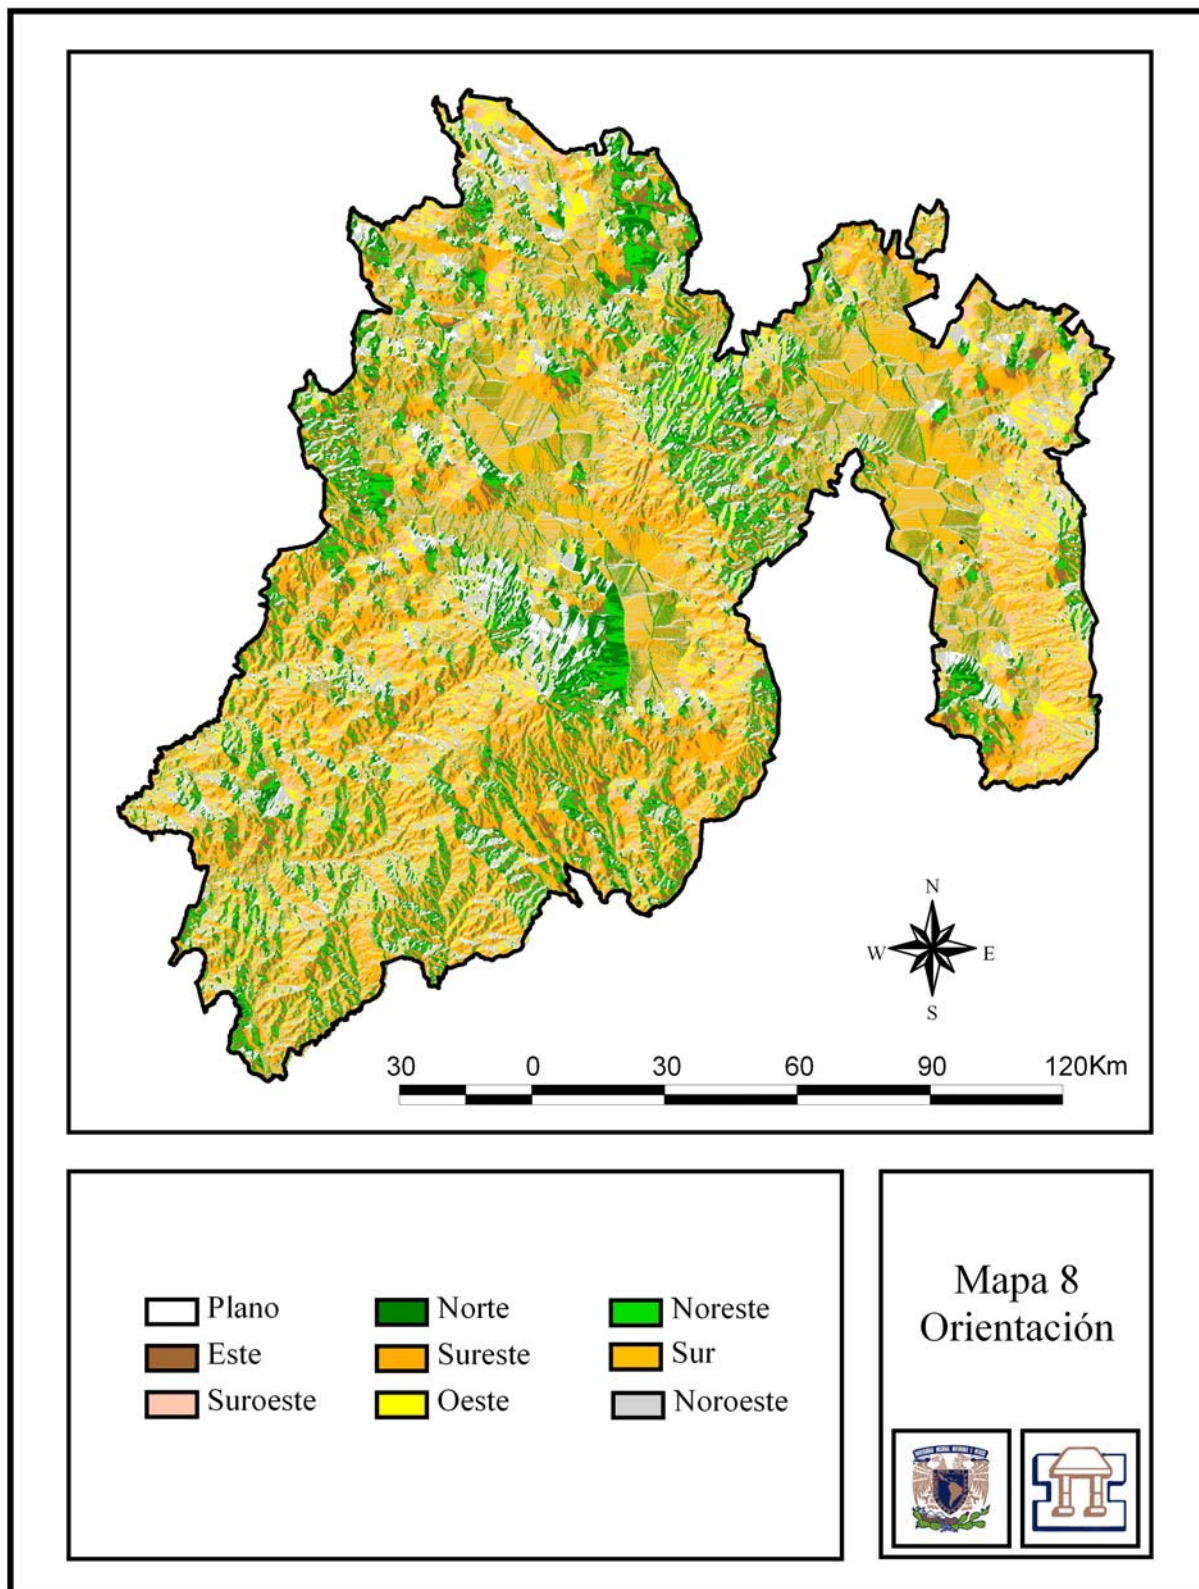 N
W E
S
30 0 30 60 90 120Km
Plano Norte Noreste
Este Sureste Sur
Suroeste Oeste Noroeste
Mapa 8
Orientación